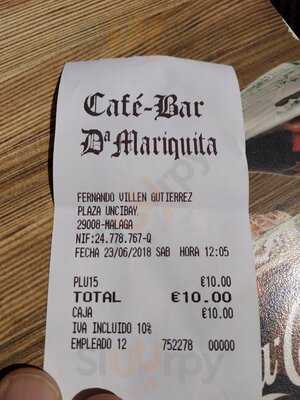 Café-Bar
Dª Mariquita
FERNANDO VILLEN GUTIERREZ
PLAZA UNCIBAY
29008-MALAGA
NIF:24.778.767-Q
FECHA 23/06/2018 SAB HORA 12:05
PLU15 €10.00
TOTAL €10.00
CAJA €10.00
IVA INCLUIDO 10%
EMPLEADO 12 752278 00000
sluurpy